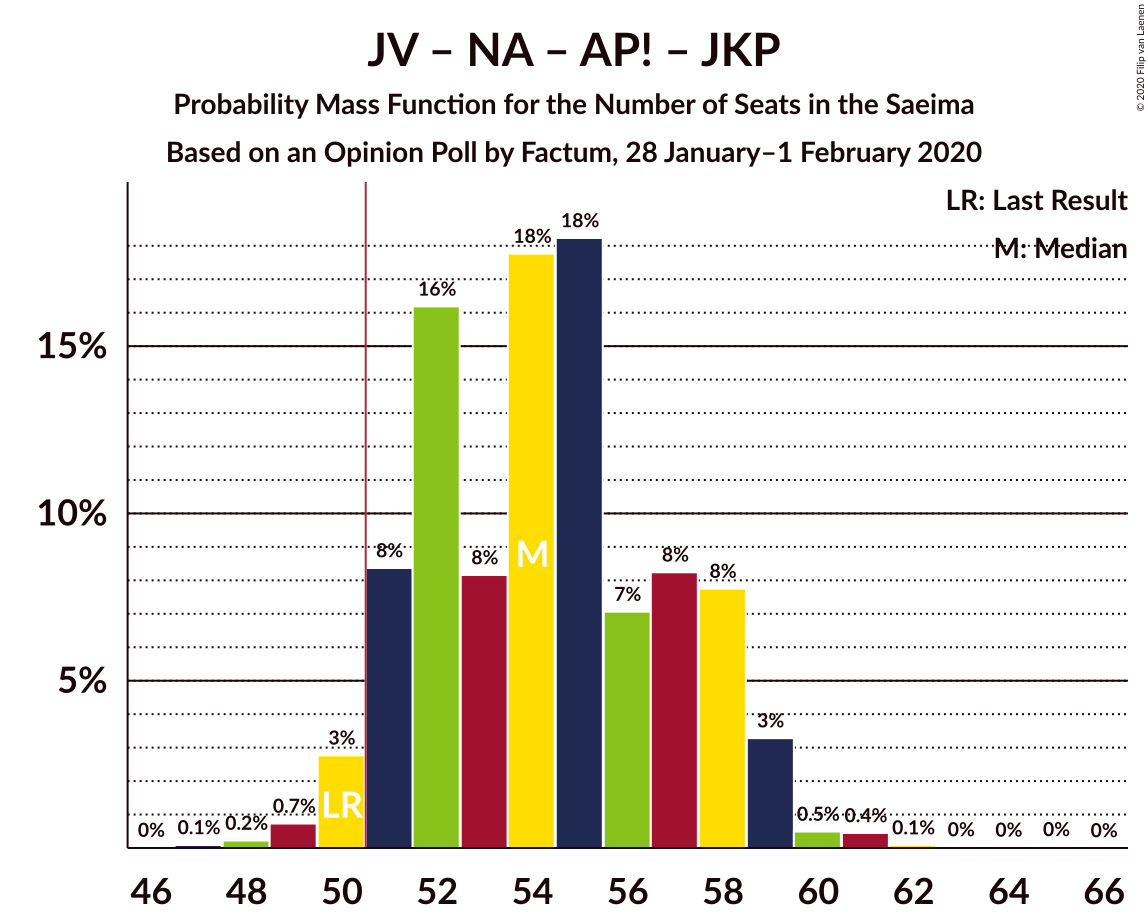 JV – NA – AP! – JKP
Probability Mass Function for the Number of Seats in the Saeima
Based on an Opinion Poll by Factum, 28 January–1 February 2020
© 2020 Filip van Laenen
LR: Last Result
M: Median
15%
10%
5%
0%
0.1%
0.2%
0.7%
3%
8%
16%
8%
18%
18%
7%
8%
8%
3%
0.5%
0.4%
0.1%
0%
0%
0%
0%
LR
M
46 48 50 52 54 56 58 60 62 64 66